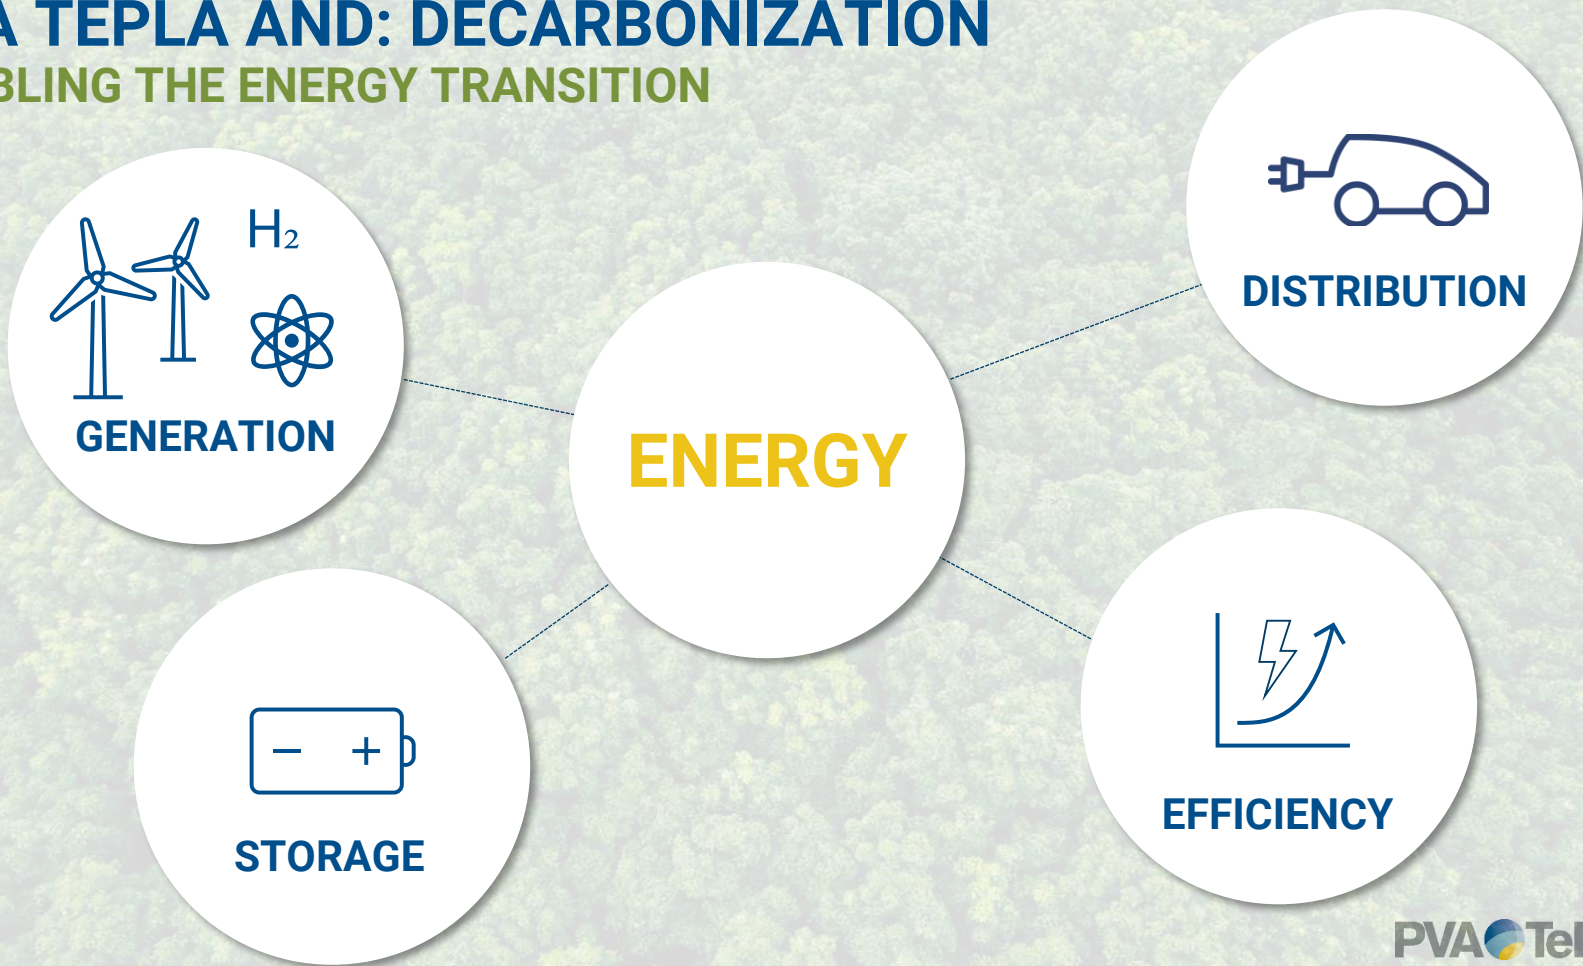 A TEPLA AND: DECARBONIZATION
BLING THE ENERGY TRANSITION
H₂
GENERATION
DISTRIBUTION
ENERGY
STORAGE
EFFICIENCY
PVA Tel